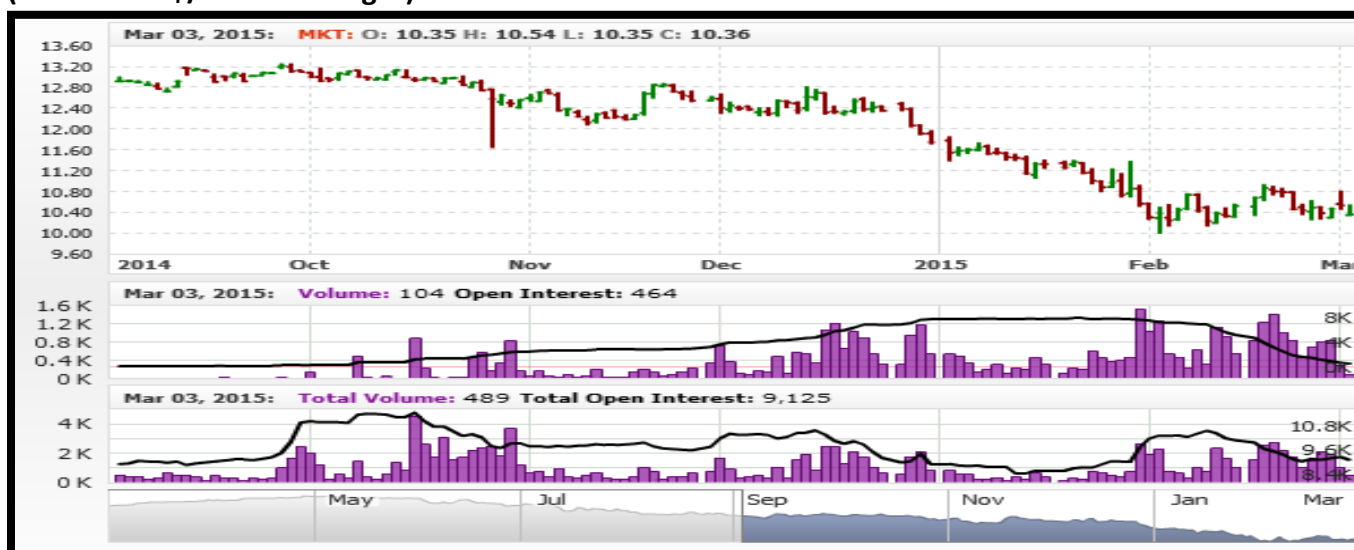 Mar 03, 2015: MKT: O: 10.35 H: 10.54 L: 10.35 C: 10.36
13.60
13.20
12.80
12.40
12.00
11.60
11.20
10.80
10.40
10.00
9.60
2014 Oct Nov Dec 2015 Feb Mar
Mar 03, 2015: Volume: 104 Open Interest: 464
1.6 K
1.2 K 8K
0.8 K
0.4 K
0 K
Mar 03, 2015: Total Volume: 489 Total Open Interest: 9,125
4 K 10.8K
2 K 9.6K
0 K 8.4K
May Jul Sep Nov Jan Mar